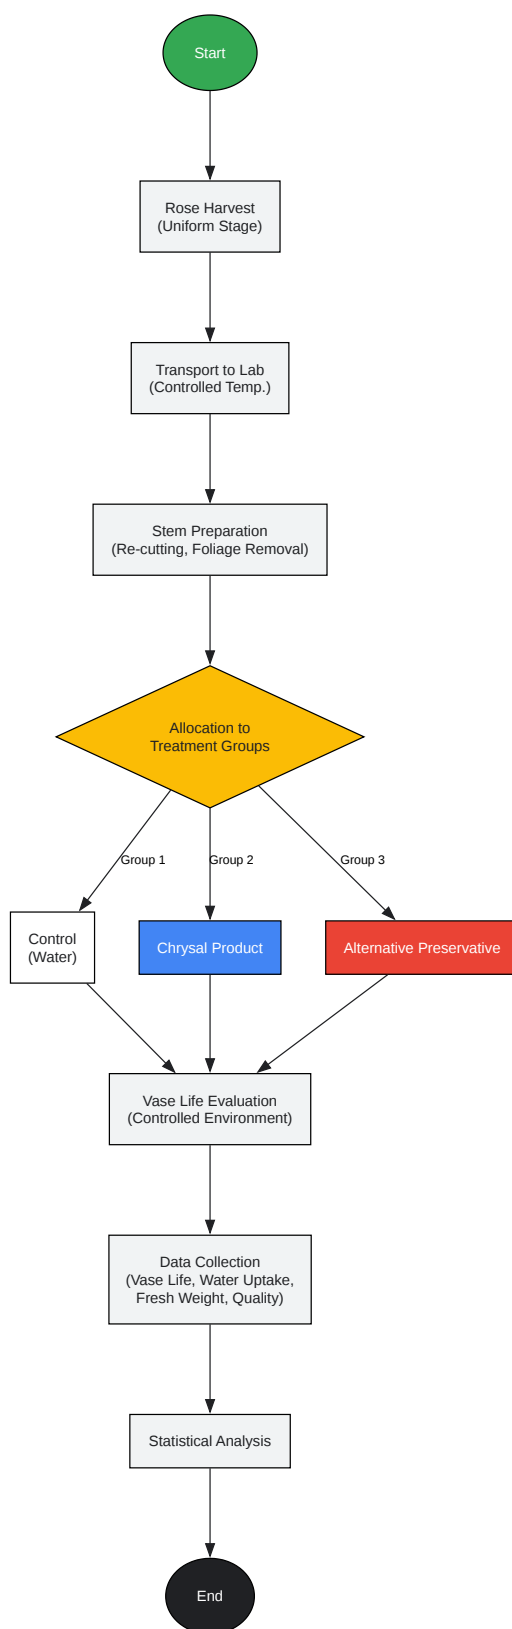 Start
Rose Harvest
(Uniform Stage)
Transport to Lab
(Controlled Temp.)
Stem Preparation
(Re-cutting, Foliage Removal)
Allocation to
Treatment Groups
Group 1
Group 2
Group 3
Control
(Water)
Chrysal Product
Alternative Preservative
Vase Life Evaluation
(Controlled Environment)
Data Collection
(Vase Life, Water Uptake,
Fresh Weight, Quality)
Statistical Analysis
End